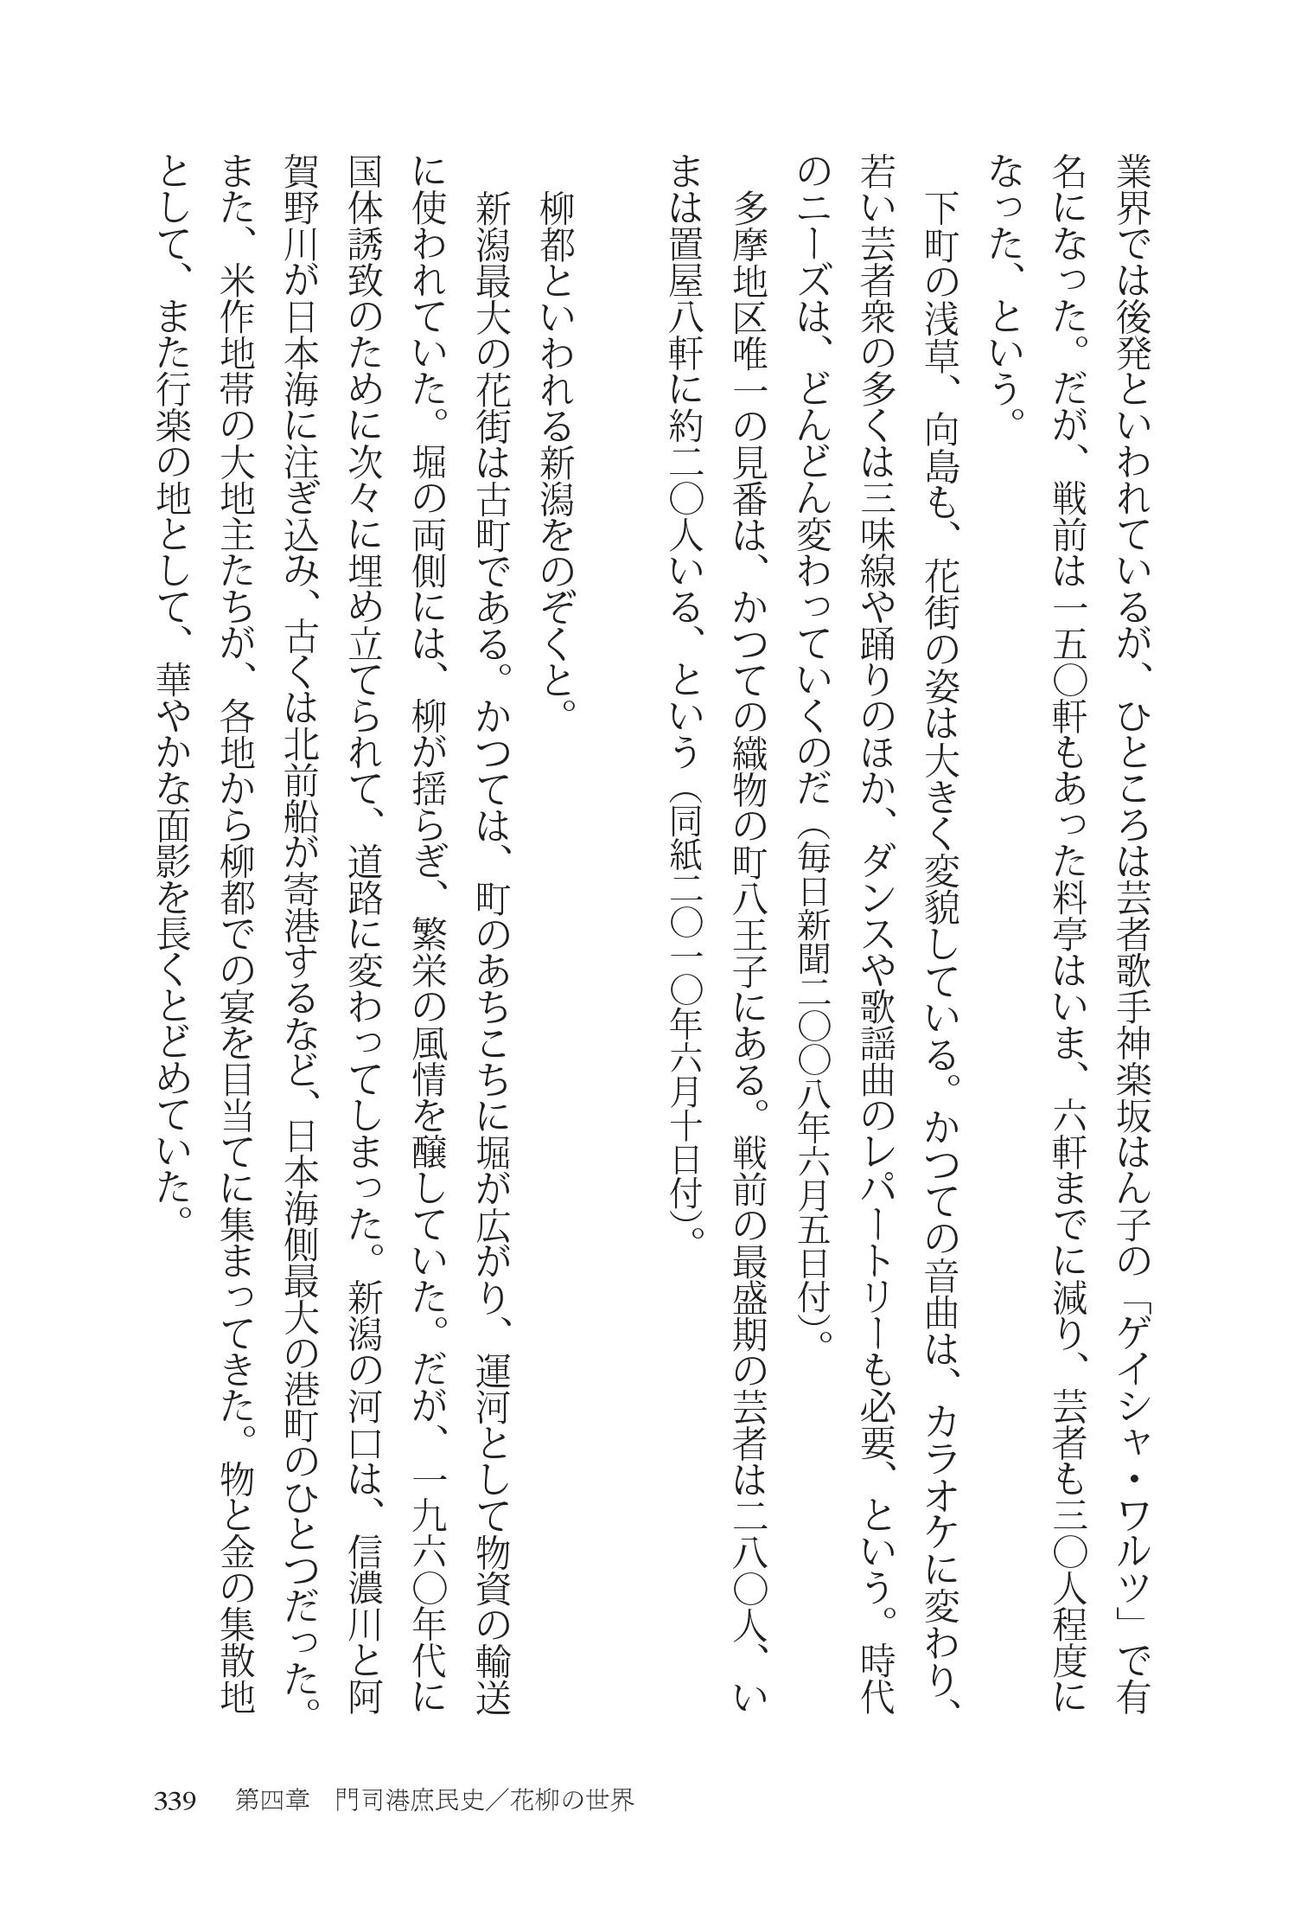 業界では後発といわれているが、ひところは芸者歌手神楽坂はん子の「ゲイシャ・ワルツ」で有
名になった。だが、戦前は一五〇軒もあった料亭はいま、六軒までに減り、芸者も三〇人程度に
なった、という。
下町の浅草、向島も、花街の姿は大きく変貌している。かつての音曲は、カラオケに変わり、
若い芸者衆の多くは三味線や踊りのほか、ダンスや歌謡曲のレパートリーも必要、という。時代
のニーズは、どんどん変わっていくのだ（毎日新聞二〇〇八年六月五日付）。
多摩地区唯一の見番は、かつての織物の町八王子にある。戦前の最盛期の芸者は二八〇人、い
まは置屋八軒に約二〇人いる、という（同紙二〇一〇年六月十日付）。
柳都といわれる新潟をのぞくと。
新潟最大の花街は古町である。かつては、町のあちこちに堀が広がり、運河として物資の輸送
に使われていた。堀の両側には、柳が揺らぎ、繁栄の風情を醸していた。だが、一九六〇年代に
国体誘致のために次々に埋め立てられて、道路に変わってしまった。新潟の河口は、信濃川と阿
賀野川が日本海に注ぎ込み、古くは北前船が寄港するなど、日本海側最大の港町のひとつだった。
また、米作地帯の大地主たちが、各地から柳都での宴を目当てに集まってきた。物と金の集散地
として、また行楽の地として、華やかな面影を長くとどめていた。
339　第四章　門司港庶民史／花柳の世界